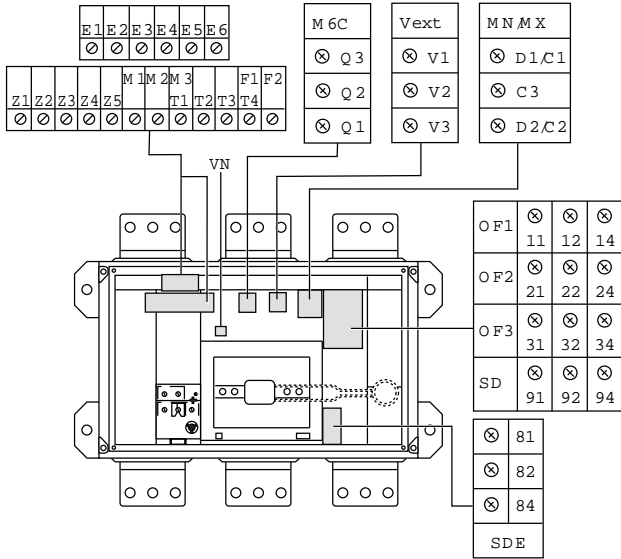 E1 E2 E3 E4 E5 E6
M1 M2 M3 F1 F2
Z1 Z2 Z3 Z4 Z5 T1 T2 T3 T4
M6C
Q3
Q2
Q1
Vext
V1
V2
V3
MN/MX
D1/C1
C3
D2/C2
VN
OF1 11 12 14
OF2 21 22 24
OF3 31 32 34
SD 91 92 94
81
82
84
SDE